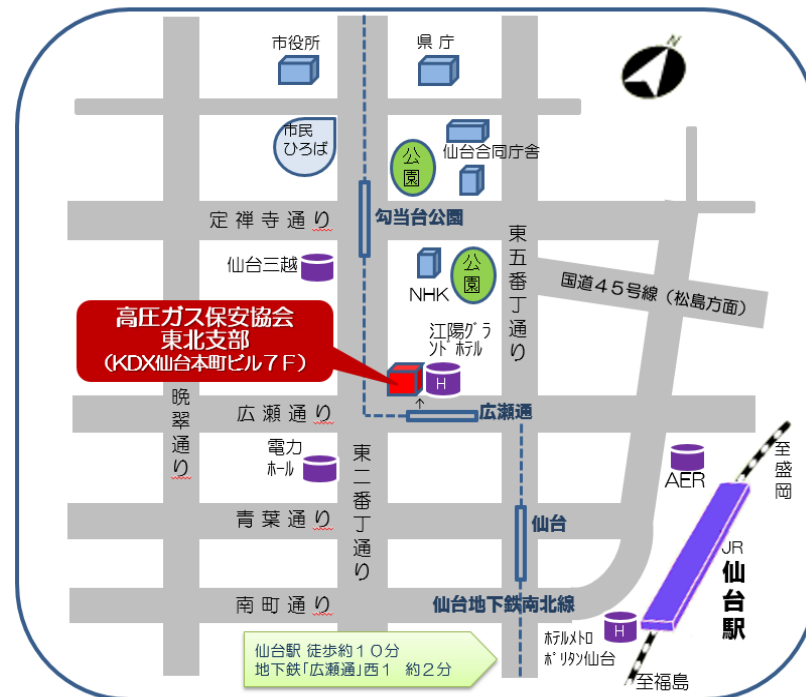 市役所
県庁
N
市民
ひろば
公
園
仙台合同庁舎
定禅寺通り
勾当台公園
仙台三越
NHK
公
園
東五番丁通り
国道45号線(松島方面)
高圧ガス保安協会
東北支部
(KDX仙台本町ビル7F)
江陽グラ
ンドホテル
H
↑
晩翠通り
広瀬通り
広瀬通
電力
ホール
東二番丁通り
AER
至盛岡
青葉通り
仙台
JR
仙台駅
南町通り
仙台地下鉄南北線
ホテルメトロ
ポリタン仙台
H
仙台駅 徒歩約10分
地下鉄「広瀬通」西1 約2分
至福島